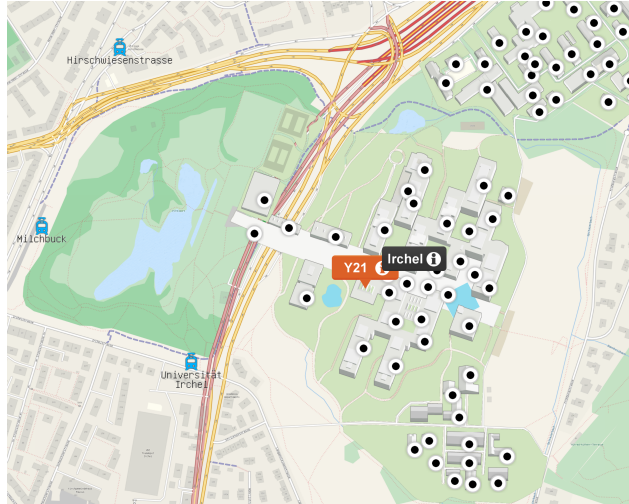 Hirschwiesenstrasse
Milchbuck
Irchel
Y21
Universität
Irchel